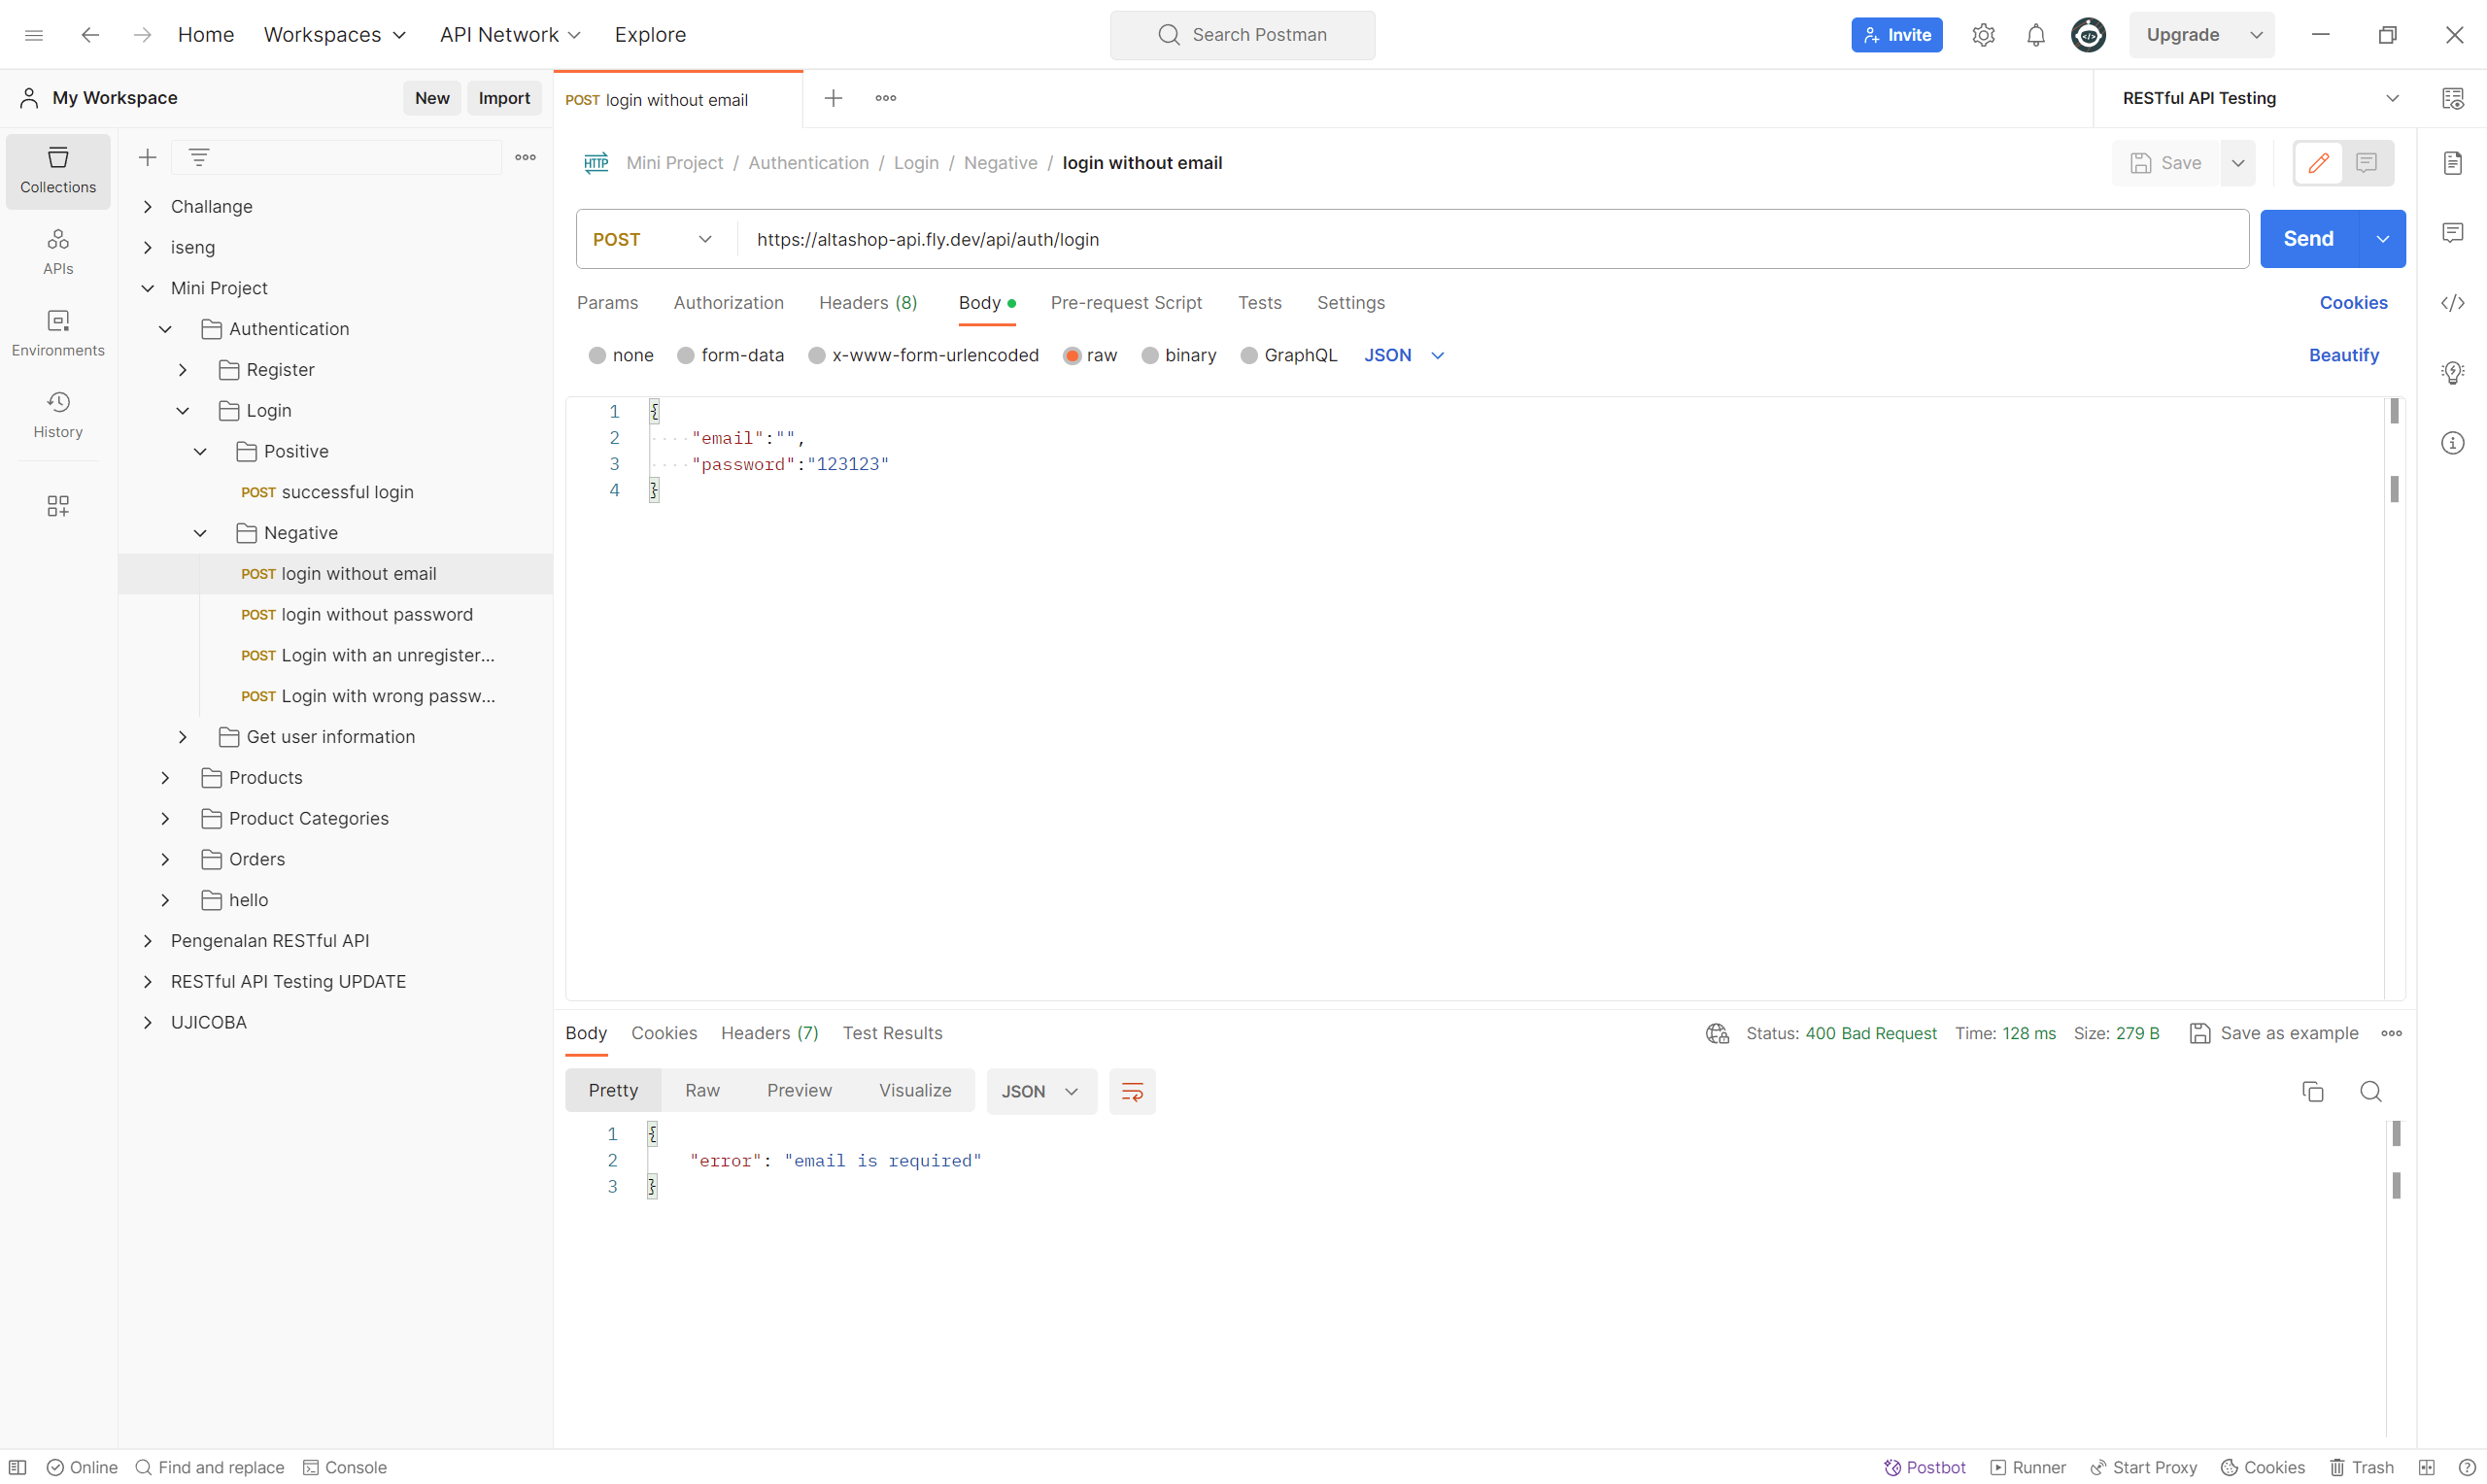 Home Workspaces API Network Explore Search Postman Invite Upgrade
My Workspace New Import POST login without email RESTful API Testing
Collections
APIs
Environments
History
Challange
iseng
Mini Project
Authentication
Register
Login
Positive
POST successful login
Negative
POST login without email
POST login without password
POST Login with an unregister...
POST Login with wrong passw...
Get user information
Products
Product Categories
Orders
hello
Pengenalan RESTful API
RESTful API Testing UPDATE
UJICOBA
HTTP Mini Project / Authentication / Login / Negative / login without email Save
POST https://altashop-api.fly.dev/api/auth/login Send
Params Authorization Headers (8) Body Pre-request Script Tests Settings Cookies
none form-data x-www-form-urlencoded raw binary GraphQL JSON Beautify
1 {
2 "email":"",
3 "password":"123123"
4 }
Body Cookies Headers (7) Test Results Status: 400 Bad Request Time: 128 ms Size: 279 B Save as example
Pretty Raw Preview Visualize JSON
1 {
2 "error": "email is required"
3 }
Online Find and replace Console Postbot Runner Start Proxy Cookies Trash